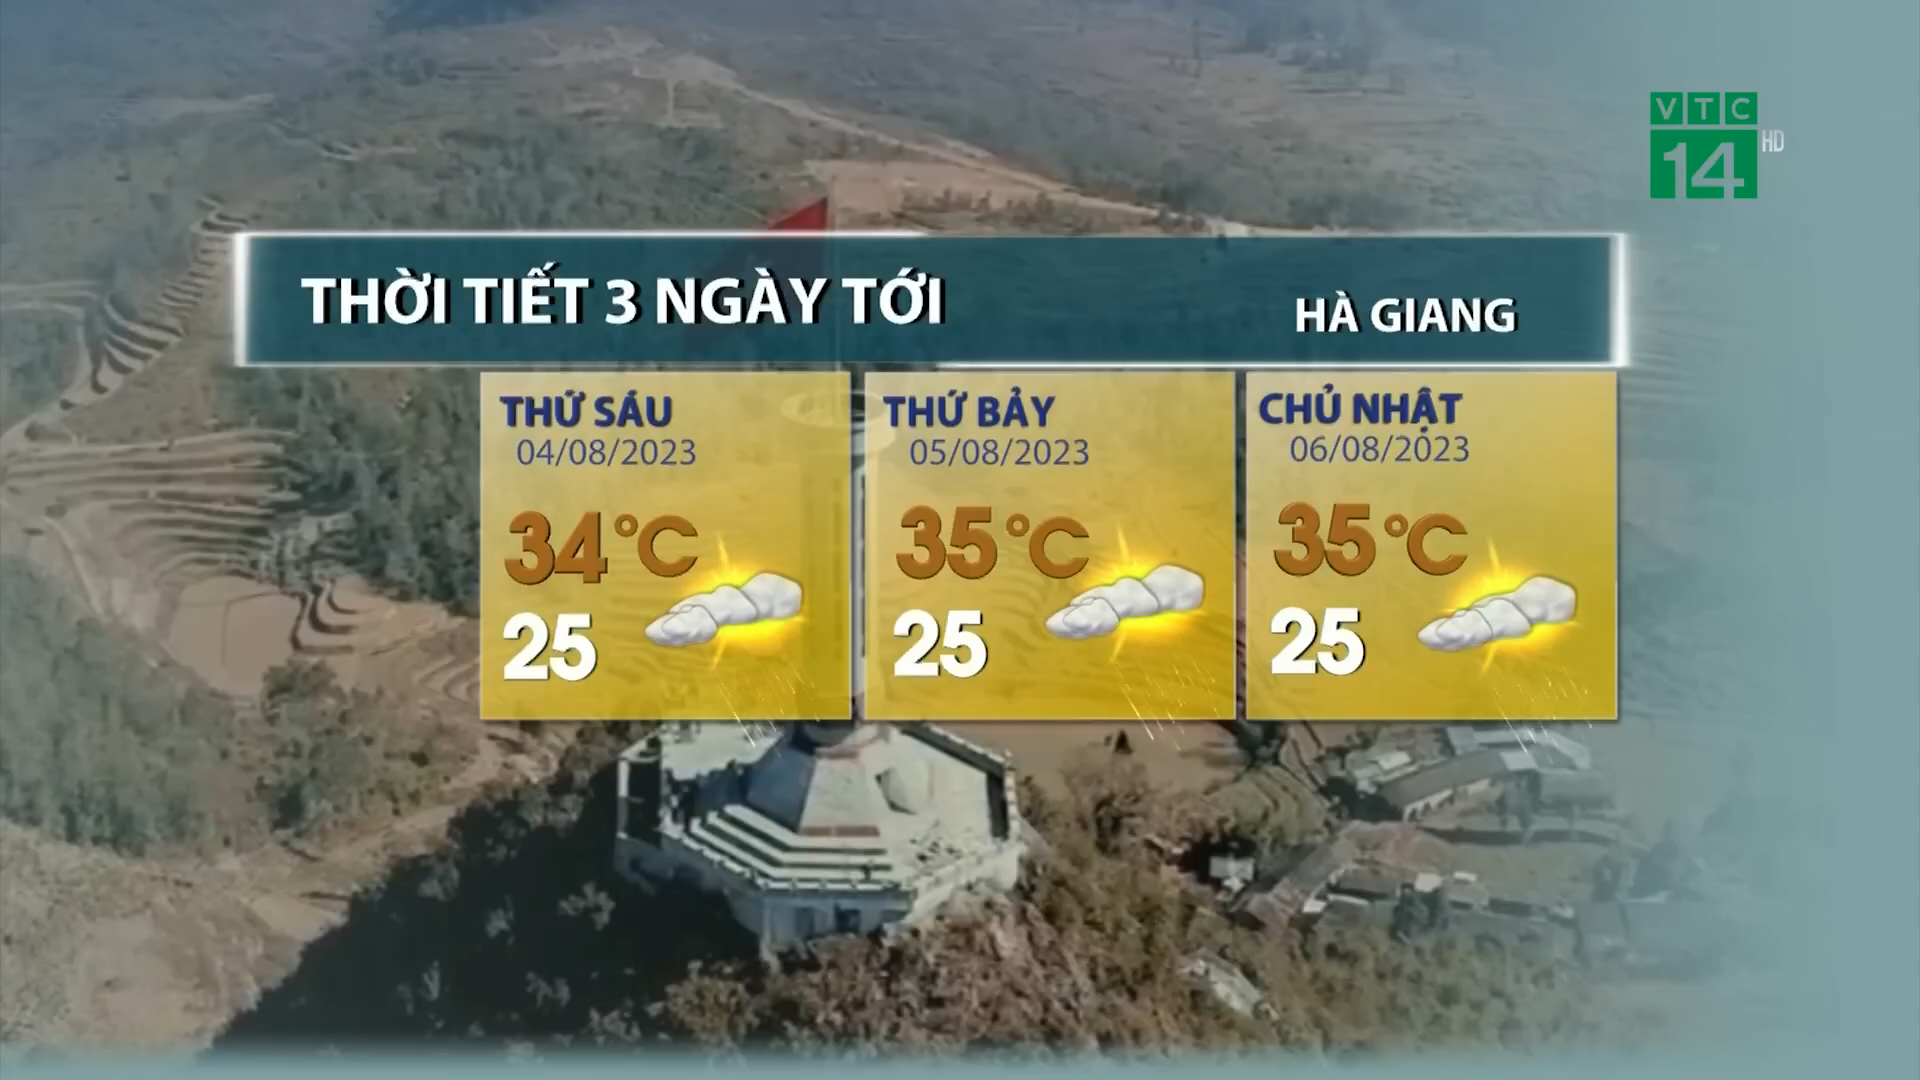 VTC
14 HD
THỜI TIẾT 3 NGÀY TỚI
HÀ GIANG
THỨ SÁU
04/08/2023
34°C
25
THỨ BẢY
05/08/2023
35°C
25
CHỦ NHẬT
06/08/2023
35°C
25